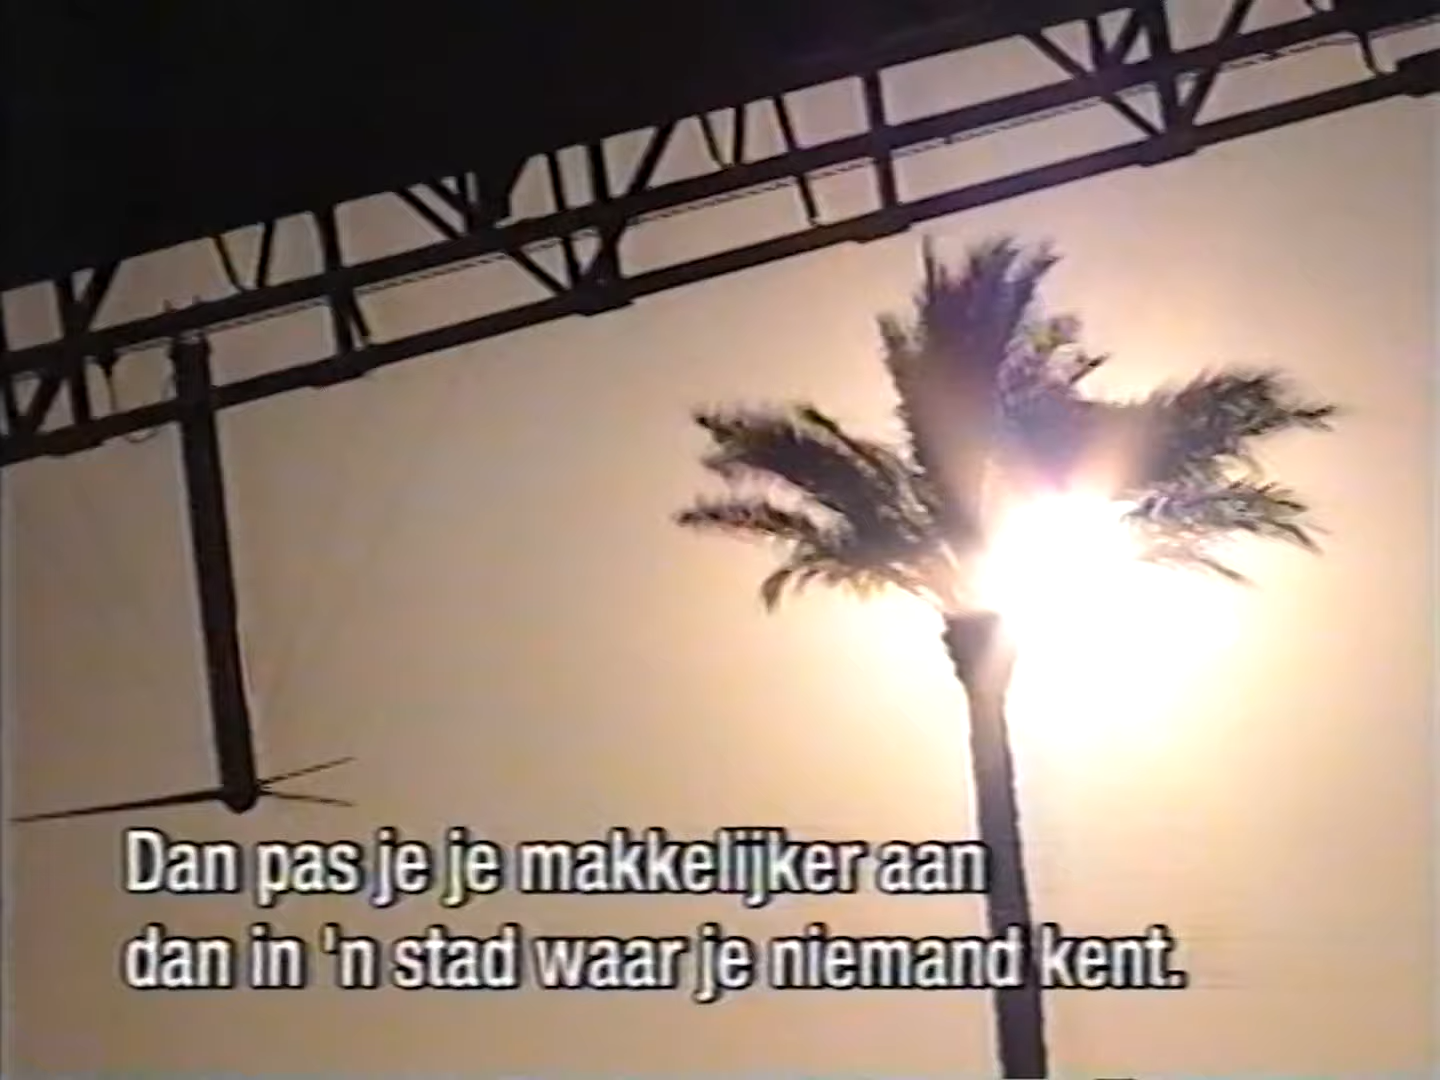 Dan pas je je makkelijker aan
dan in 'n stad waar je niemand kent.